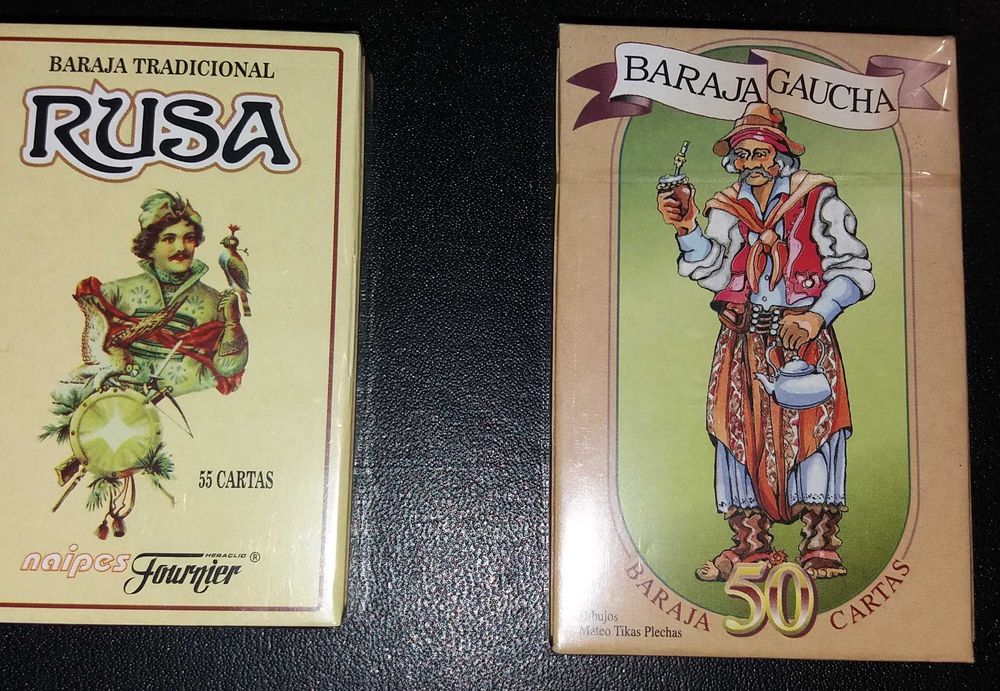 BARAJA TRADICIONAL
RUSA
55 CARTAS
naipes HERACLIO Fournier ®
BARAJA GAUCHA
BARAJA 50 CARTAS
Dibujos
Mateo Tikas Plechas